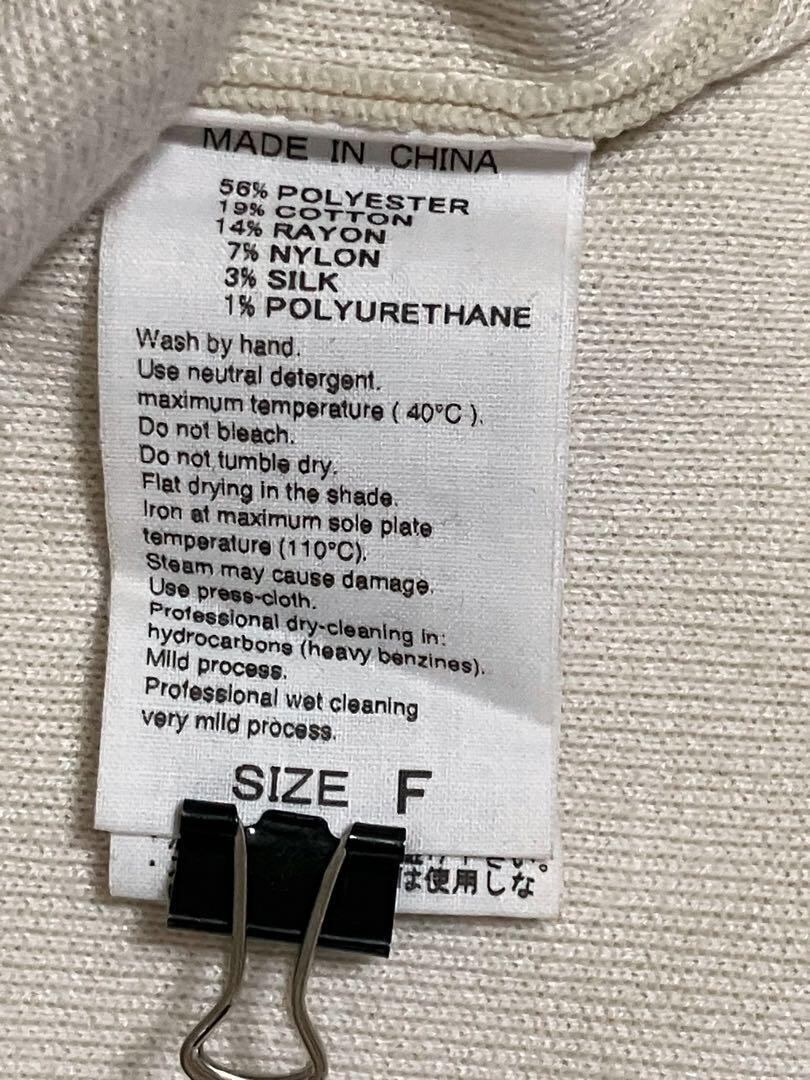 MADE IN CHINA
56% POLYESTER
19% COTTON
14% RAYON
7% NYLON
3% SILK
1% POLYURETHANE
Wash by hand.
Use neutral detergent.
maximum temperature ( 40°C ).
Do not bleach.
Do not tumble dry.
Flat drying in the shade.
Iron at maximum sole plate
temperature (110°C).
Steam may cause damage.
Use press-cloth.
Professional dry-cleaning in:
hydrocarbons (heavy benzines).
Mild process.
Professional wet cleaning
very mild process.
SIZE F
は使用しな